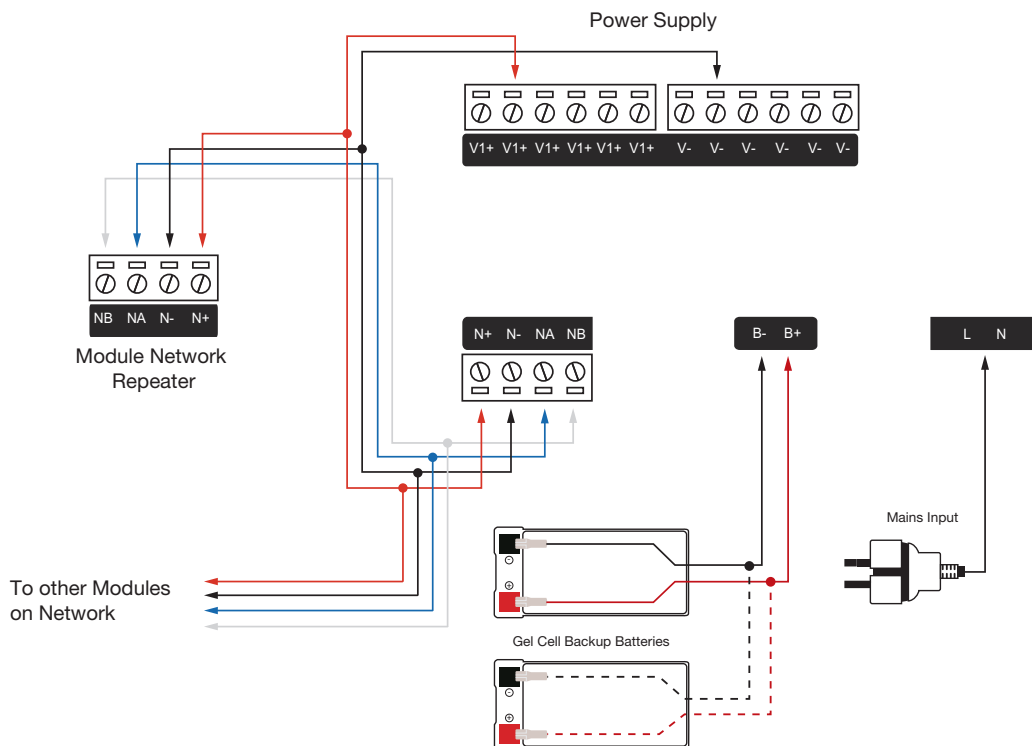 Power Supply
V1+ V1+ V1+ V1+ V1+ V1+ V- V- V- V- V- V-
NB NA N- N+
Module Network
Repeater
N+ N- NA NB
B- B+
L N
Mains Input
To other Modules
on Network
Gel Cell Backup Batteries